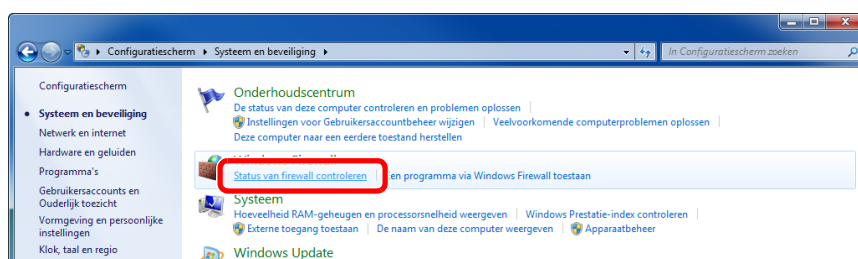 Configuratiescherm ▸ Systeem en beveiliging ▸
In Configuratiescherm zoeken
Configuratiescherm
Systeem en beveiliging
Netwerk en internet
Hardware en geluiden
Programma's
Gebruikersaccounts en
Ouderlijk toezicht
Vormgeving en persoonlijke
instellingen
Klok, taal en regio
Onderhoudscentrum
De status van deze computer controleren en problemen oplossen
Instellingen voor Gebruikersaccountbeheer wijzigen | Veelvoorkomende computerproblemen oplossen
Deze computer naar een eerdere toestand herstellen
Windows Firewall
Status van firewall controleren | en programma via Windows Firewall toestaan
Systeem
Hoeveelheid RAM-geheugen en processorsnelheid weergeven | Windows Prestatie-index controleren
Externe toegang toestaan | De naam van deze computer weergeven | Apparaatbeheer
Windows Update